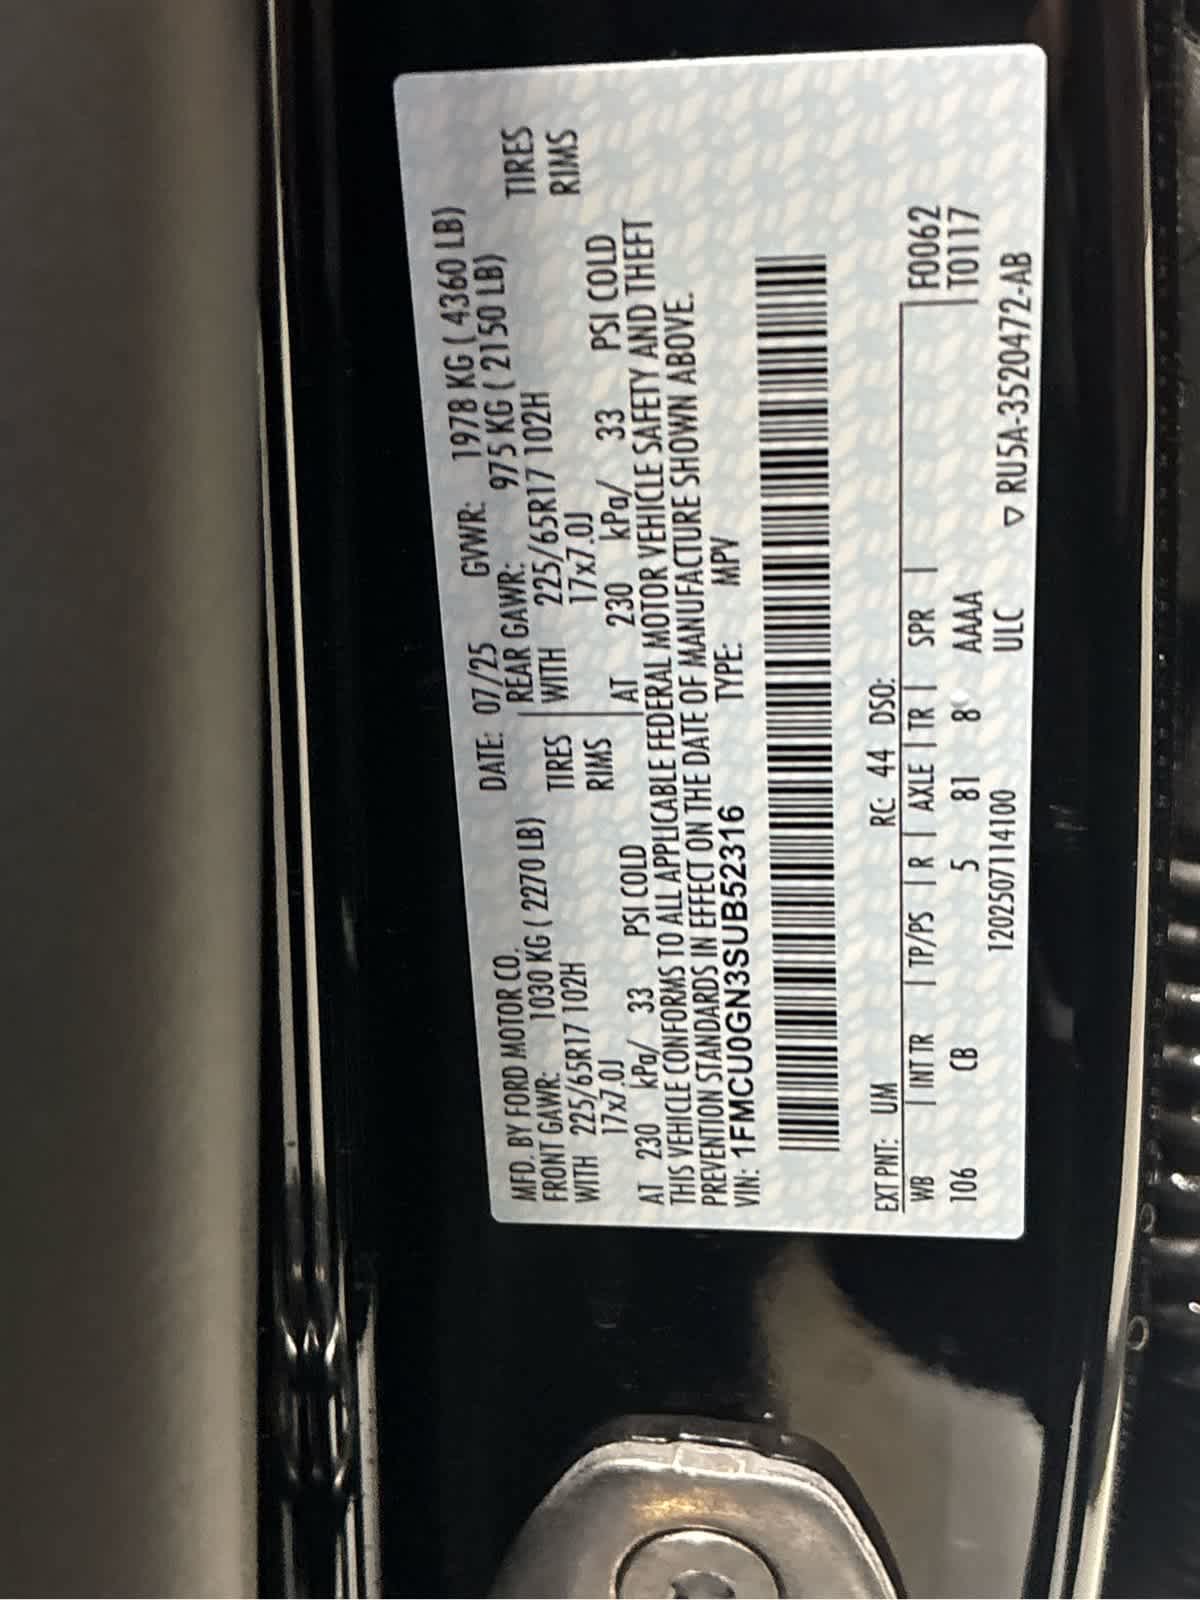 MFD. BY FORD MOTOR CO. DATE: 07/25 GVWR: 1978 KG ( 4360 LB)
FRONT GAWR: 1030 KG ( 2270 LB) REAR GAWR: 975 KG ( 2150 LB)
WITH 225/65R17 102H TIRES WITH 225/65R17 102H TIRES
17x7.0J RIMS 17x7.0J RIMS
AT 230 kPa/ 33 PSI COLD AT 230 kPa/ 33 PSI COLD
THIS VEHICLE CONFORMS TO ALL APPLICABLE FEDERAL MOTOR VEHICLE SAFETY AND THEFT
PREVENTION STANDARDS IN EFFECT ON THE DATE OF MANUFACTURE SHOWN ABOVE.
VIN: 1FMCU0GN3SUB52316 TYPE: MPV
EXT PNT: UM RC: 44 DSO:
WB | INT TR | TP/PS | R | AXLE | TR | SPR | F0062
106 CB 5 81 AAAA T0117
1202507114100 ULC ▽ RU5A-3520472-AB